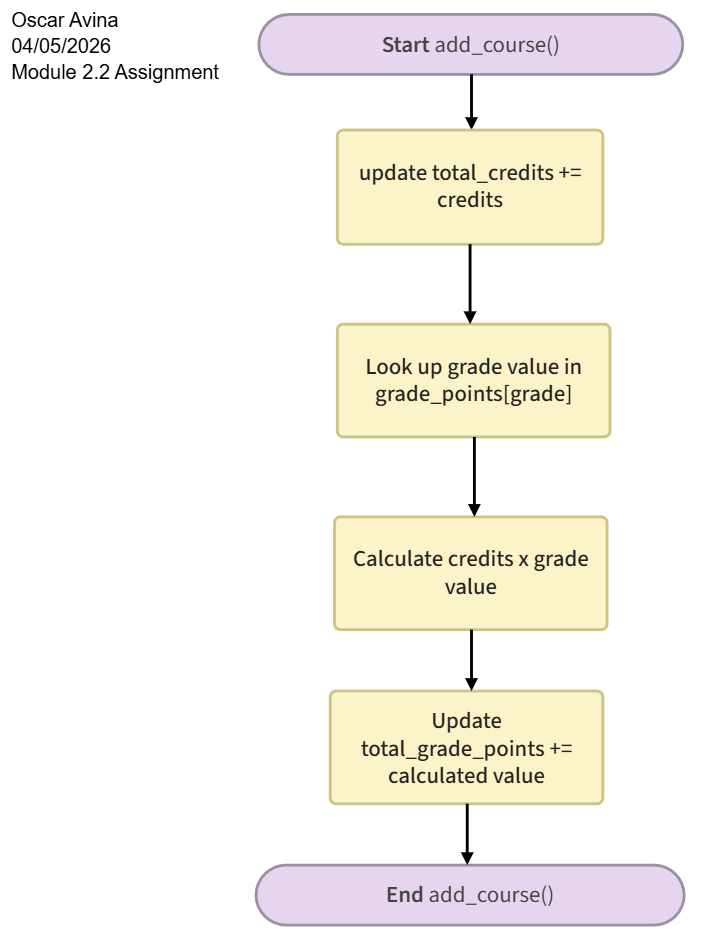 Oscar Avina
04/05/2026
Module 2.2 Assignment
Start add_course()
update total_credits +=
credits
Look up grade value in
grade_points[grade]
Calculate credits x grade
value
Update
total_grade_points +=
calculated value
End add_course()